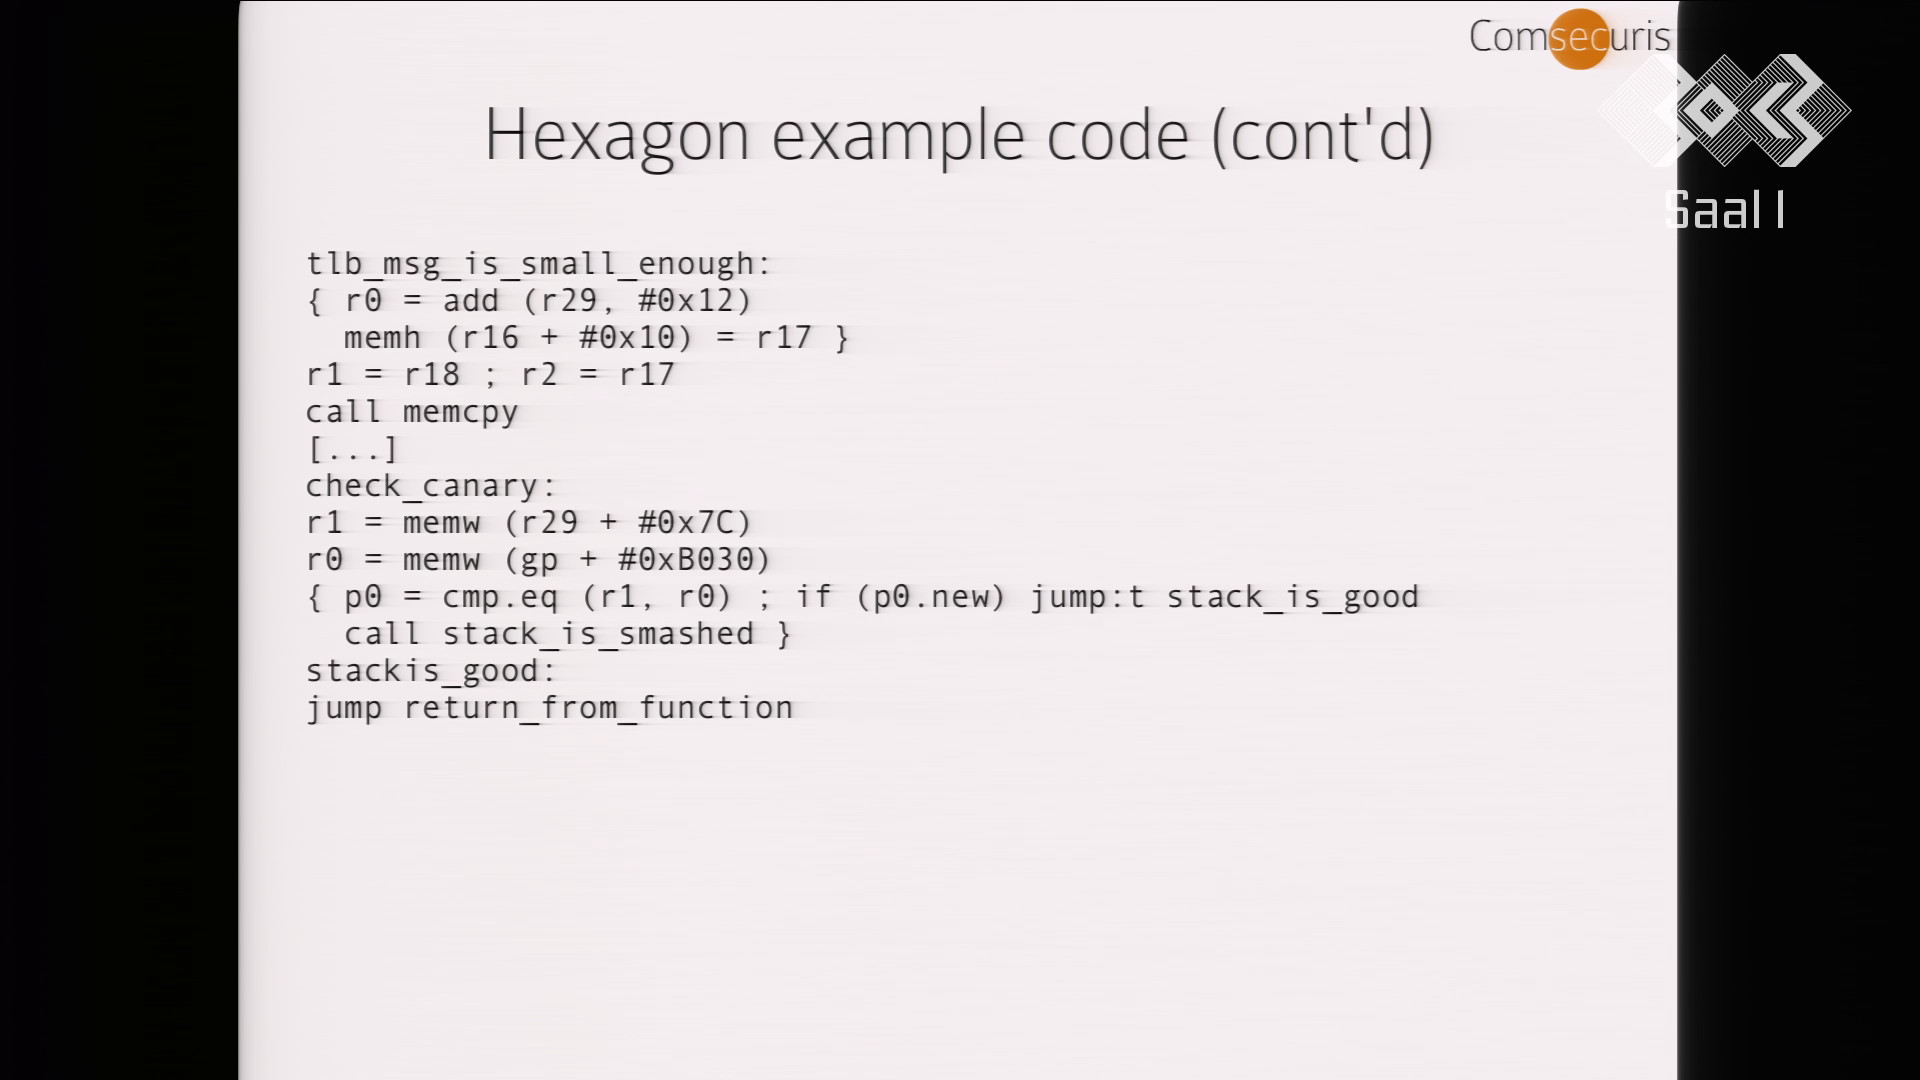 Comsecuris
Saal 1
Hexagon example code (cont'd)
tlb_msg_is_small_enough:
{ r0 = add (r29, #0x12)
memh (r16 + #0x10) = r17 }
r1 = r18 ; r2 = r17
call memcpy
[...]
check_canary:
r1 = memw (r29 + #0x7C)
r0 = memw (gp + #0xB030)
{ p0 = cmp.eq (r1, r0) ; if (p0.new) jump:t stack_is_good
call stack_is_smashed }
stackis_good:
jump return_from_function